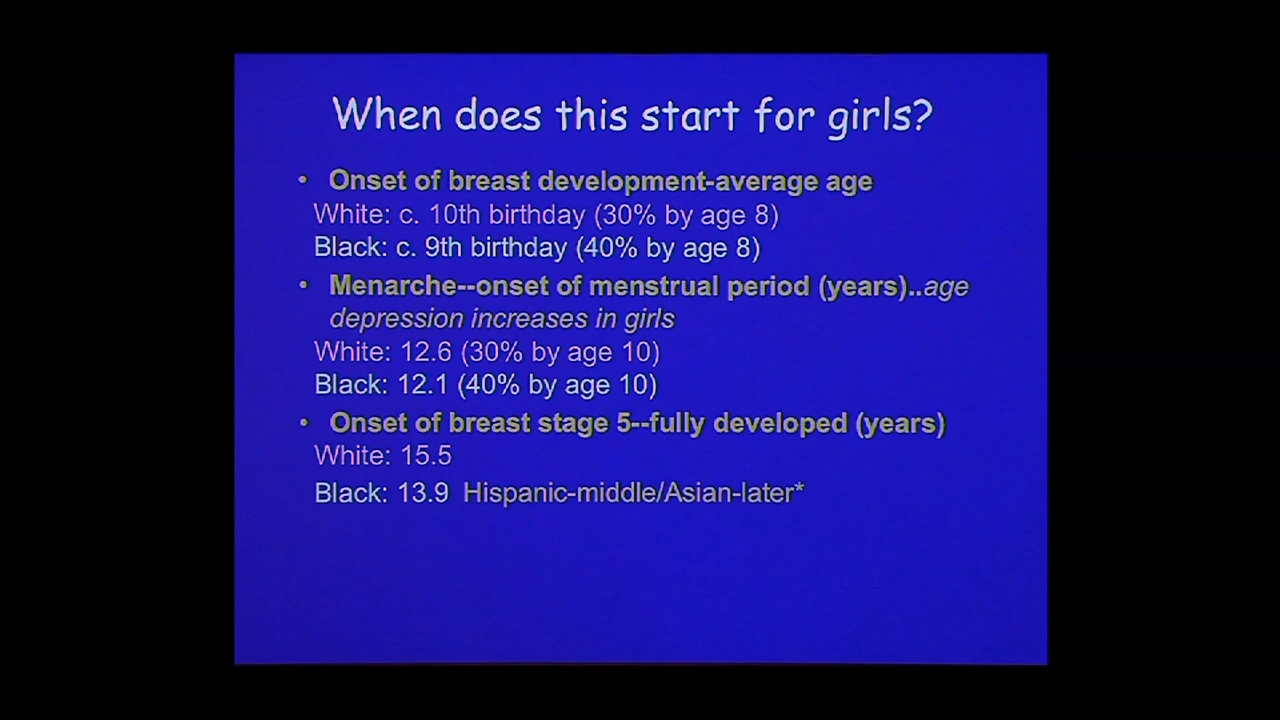 When does this start for girls?
• Onset of breast development-average age
White: c. 10th birthday (30% by age 8)
Black: c. 9th birthday (40% by age 8)
• Menarche--onset of menstrual period (years)..age
depression increases in girls
White: 12.6 (30% by age 10)
Black: 12.1 (40% by age 10)
• Onset of breast stage 5--fully developed (years)
White: 15.5
Black: 13.9 Hispanic-middle/Asian-later*